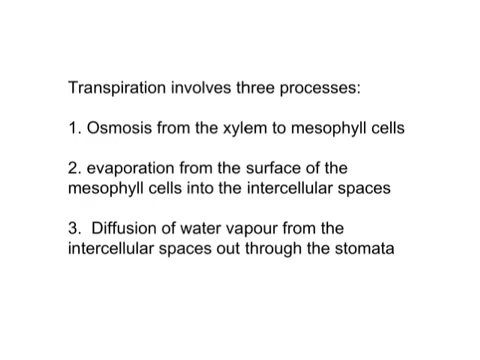 Transpiration involves three processes:
1. Osmosis from the xylem to mesophyll cells
2. evaporation from the surface of the
mesophyll cells into the intercellular spaces
3.  Diffusion of water vapour from the
intercellular spaces out through the stomata